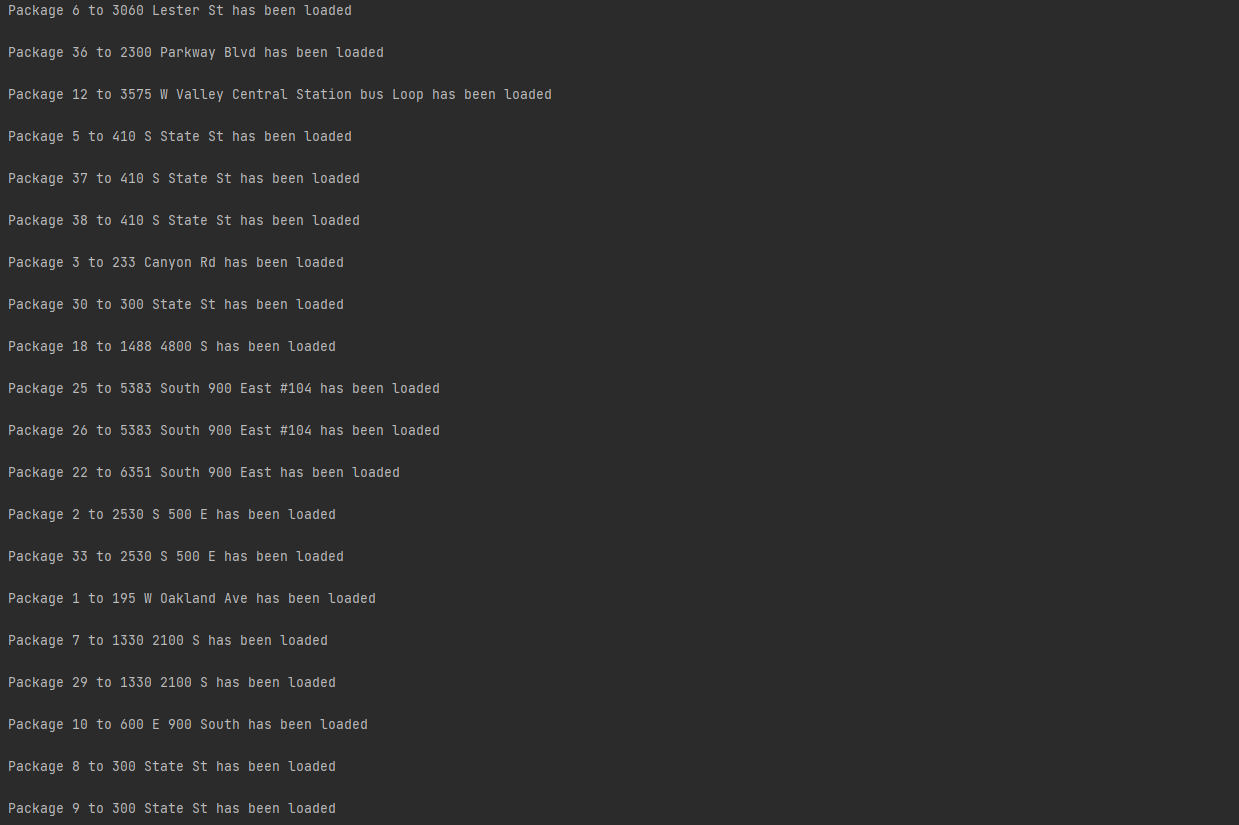 Package 6 to 3060 Lester St has been loaded
Package 36 to 2300 Parkway Blvd has been loaded
Package 12 to 3575 W Valley Central Station bus Loop has been loaded
Package 5 to 410 S State St has been loaded
Package 37 to 410 S State St has been loaded
Package 38 to 410 S State St has been loaded
Package 3 to 233 Canyon Rd has been loaded
Package 30 to 300 State St has been loaded
Package 18 to 1488 4800 S has been loaded
Package 25 to 5383 South 900 East #104 has been loaded
Package 26 to 5383 South 900 East #104 has been loaded
Package 22 to 6351 South 900 East has been loaded
Package 2 to 2530 S 500 E has been loaded
Package 33 to 2530 S 500 E has been loaded
Package 1 to 195 W Oakland Ave has been loaded
Package 7 to 1330 2100 S has been loaded
Package 29 to 1330 2100 S has been loaded
Package 10 to 600 E 900 South has been loaded
Package 8 to 300 State St has been loaded
Package 9 to 300 State St has been loaded